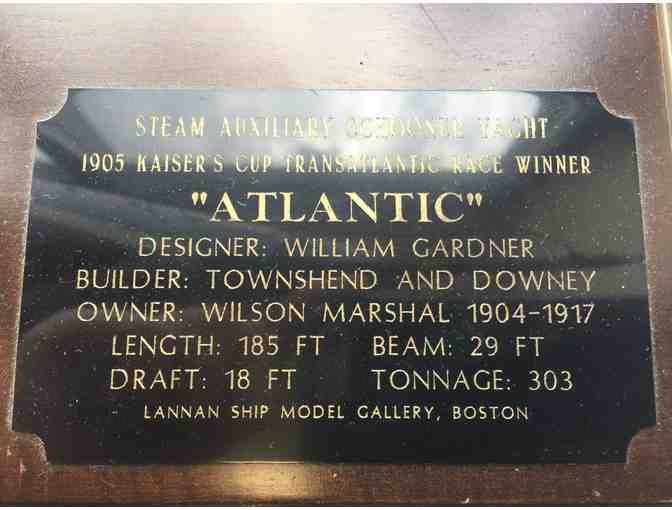 STEAM AUXILIARY SCHOONER YACHT
1905 KAISER'S CUP TRANSATLANTIC RACE WINNER
"ATLANTIC"
DESIGNER: WILLIAM GARDNER
BUILDER: TOWNSHEND AND DOWNEY
OWNER: WILSON MARSHAL 1904-1917
LENGTH: 185 FT BEAM: 29 FT
DRAFT: 18 FT TONNAGE: 303
LANNAN SHIP MODEL GALLERY, BOSTON